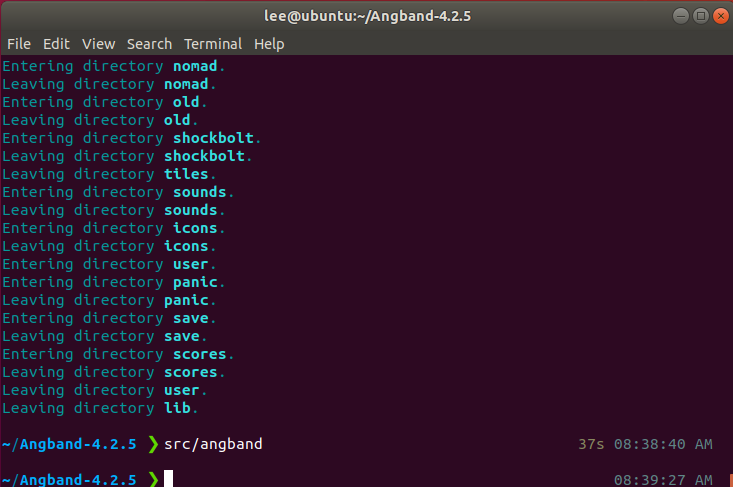 lee@ubuntu:~/Angband-4.2.5
File Edit View Search Terminal Help
Entering directory nomad.
Leaving directory nomad.
Entering directory old.
Leaving directory old.
Entering directory shockbolt.
Leaving directory shockbolt.
Leaving directory tiles.
Entering directory sounds.
Leaving directory sounds.
Entering directory icons.
Leaving directory icons.
Entering directory user.
Entering directory panic.
Leaving directory panic.
Entering directory save.
Leaving directory save.
Entering directory scores.
Leaving directory scores.
Leaving directory user.
Leaving directory lib.
~/Angband-4.2.5 ❯ src/angband 37s 08:38:40 AM
~/Angband-4.2.5 ❯ 08:39:27 AM